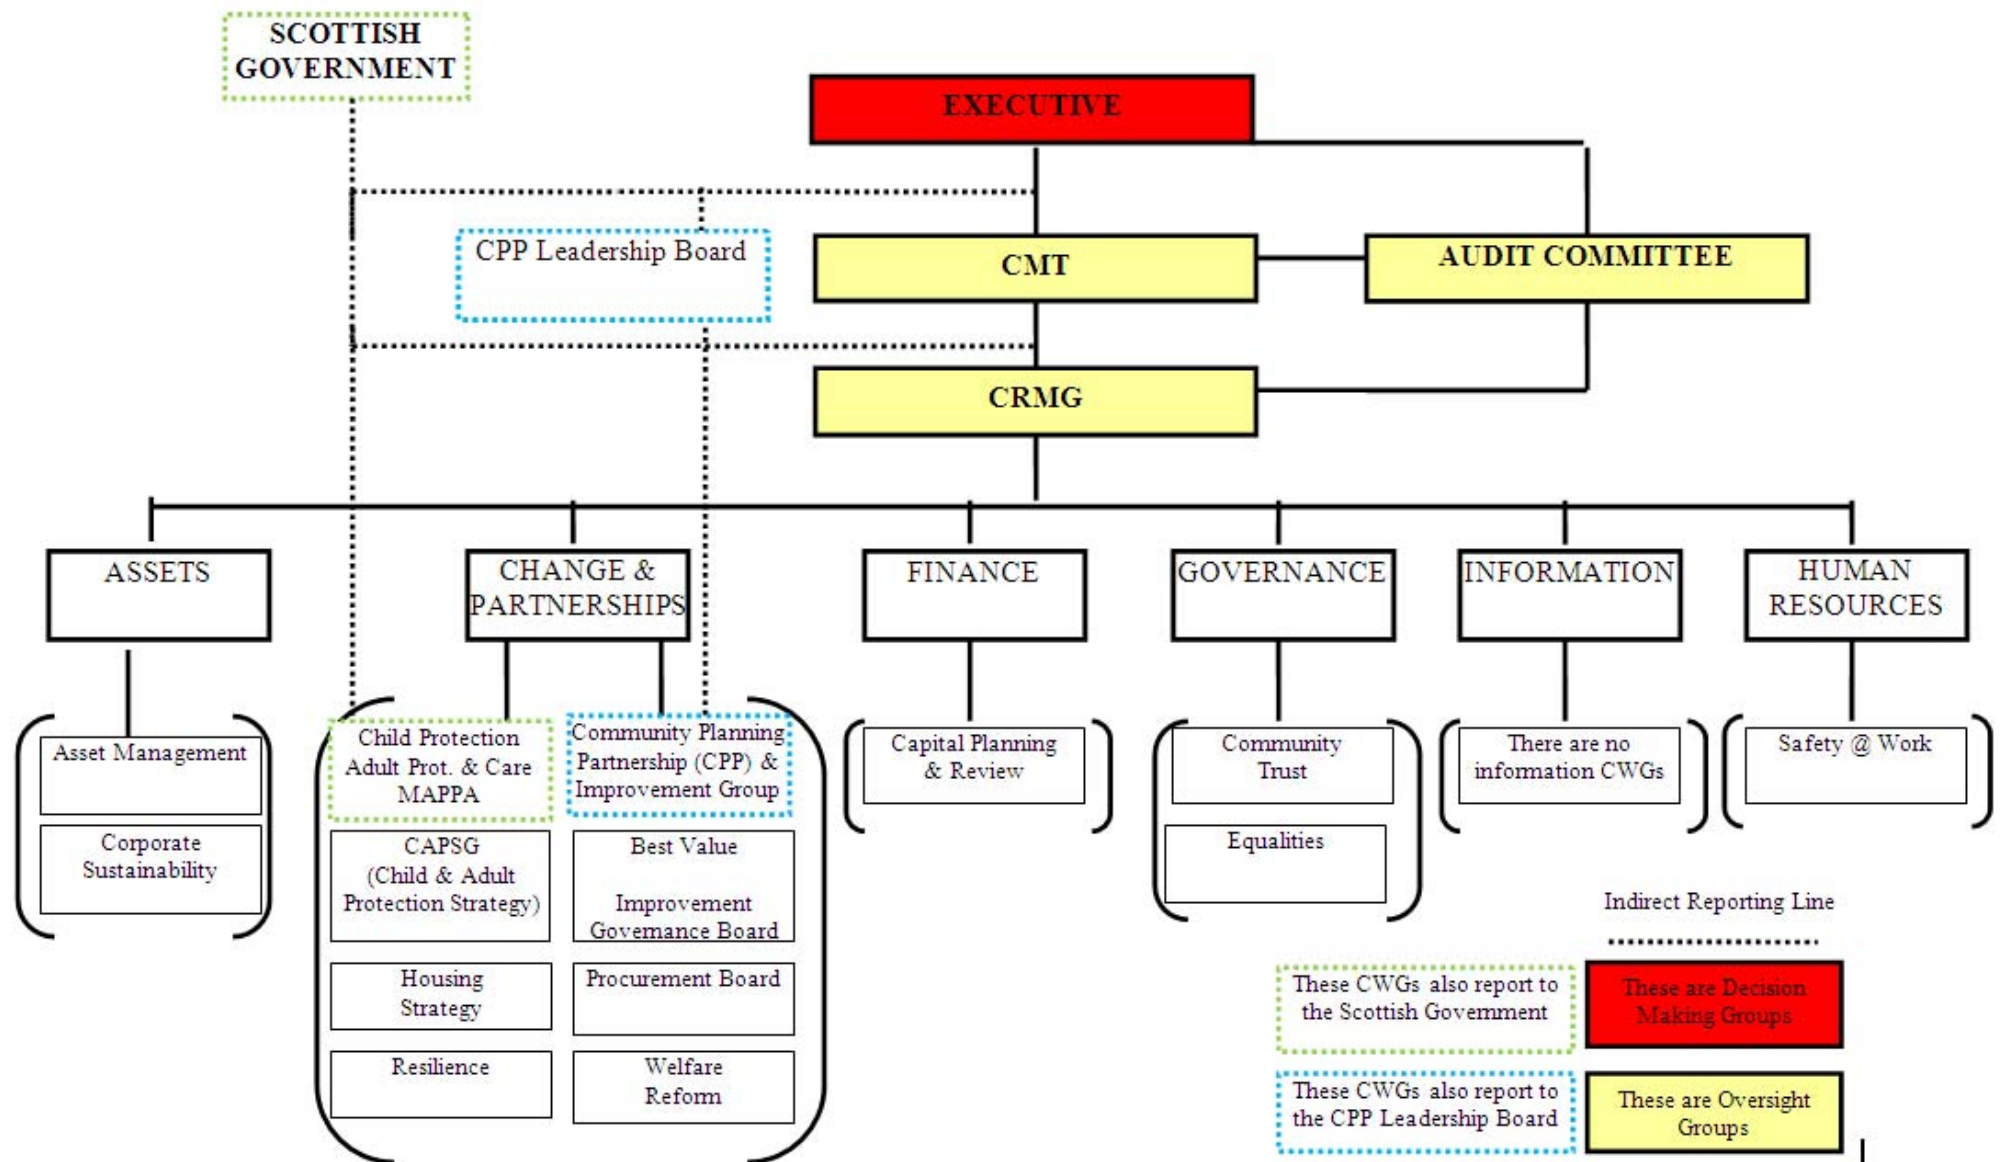 SCOTTISH
GOVERNMENT
EXECUTIVE
CPP Leadership Board
CMT
AUDIT COMMITTEE
CRMG
ASSETS
CHANGE &
PARTNERSHIPS
FINANCE
GOVERNANCE
INFORMATION
HUMAN
RESOURCES
Asset Management
Corporate
Sustainability
Child Protection
Adult Prot. & Care
MAPPA
CAPSG
(Child & Adult
Protection Strategy)
Housing
Strategy
Resilience
Community Planning
Partnership (CPP) &
Improvement Group
Best Value
Improvement
Governance Board
Procurement Board
Welfare
Reform
Capital Planning
& Review
Community
Trust
Equalities
There are no
information CWGs
Safety @ Work
Indirect Reporting Line
These CWGs also report to
the Scottish Government
These are Decision
Making Groups
These CWGs also report to
the CPP Leadership Board
These are Oversight
Groups